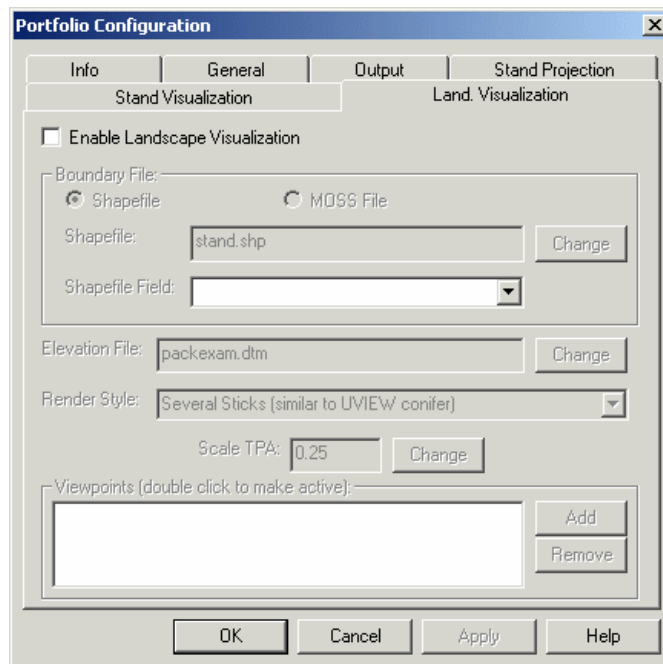 Portfolio Configuration
Info General Output Stand Projection
Stand Visualization Land. Visualization
Enable Landscape Visualization
Boundary File:
Shapefile MOSS File
Shapefile: stand.shp Change
Shapefile Field:
Elevation File: packexam.dtm Change
Render Style: Several Sticks (similar to UVIEW conifer)
Scale TPA: 0.25 Change
Viewpoints (double click to make active):
Add
Remove
OK Cancel Apply Help